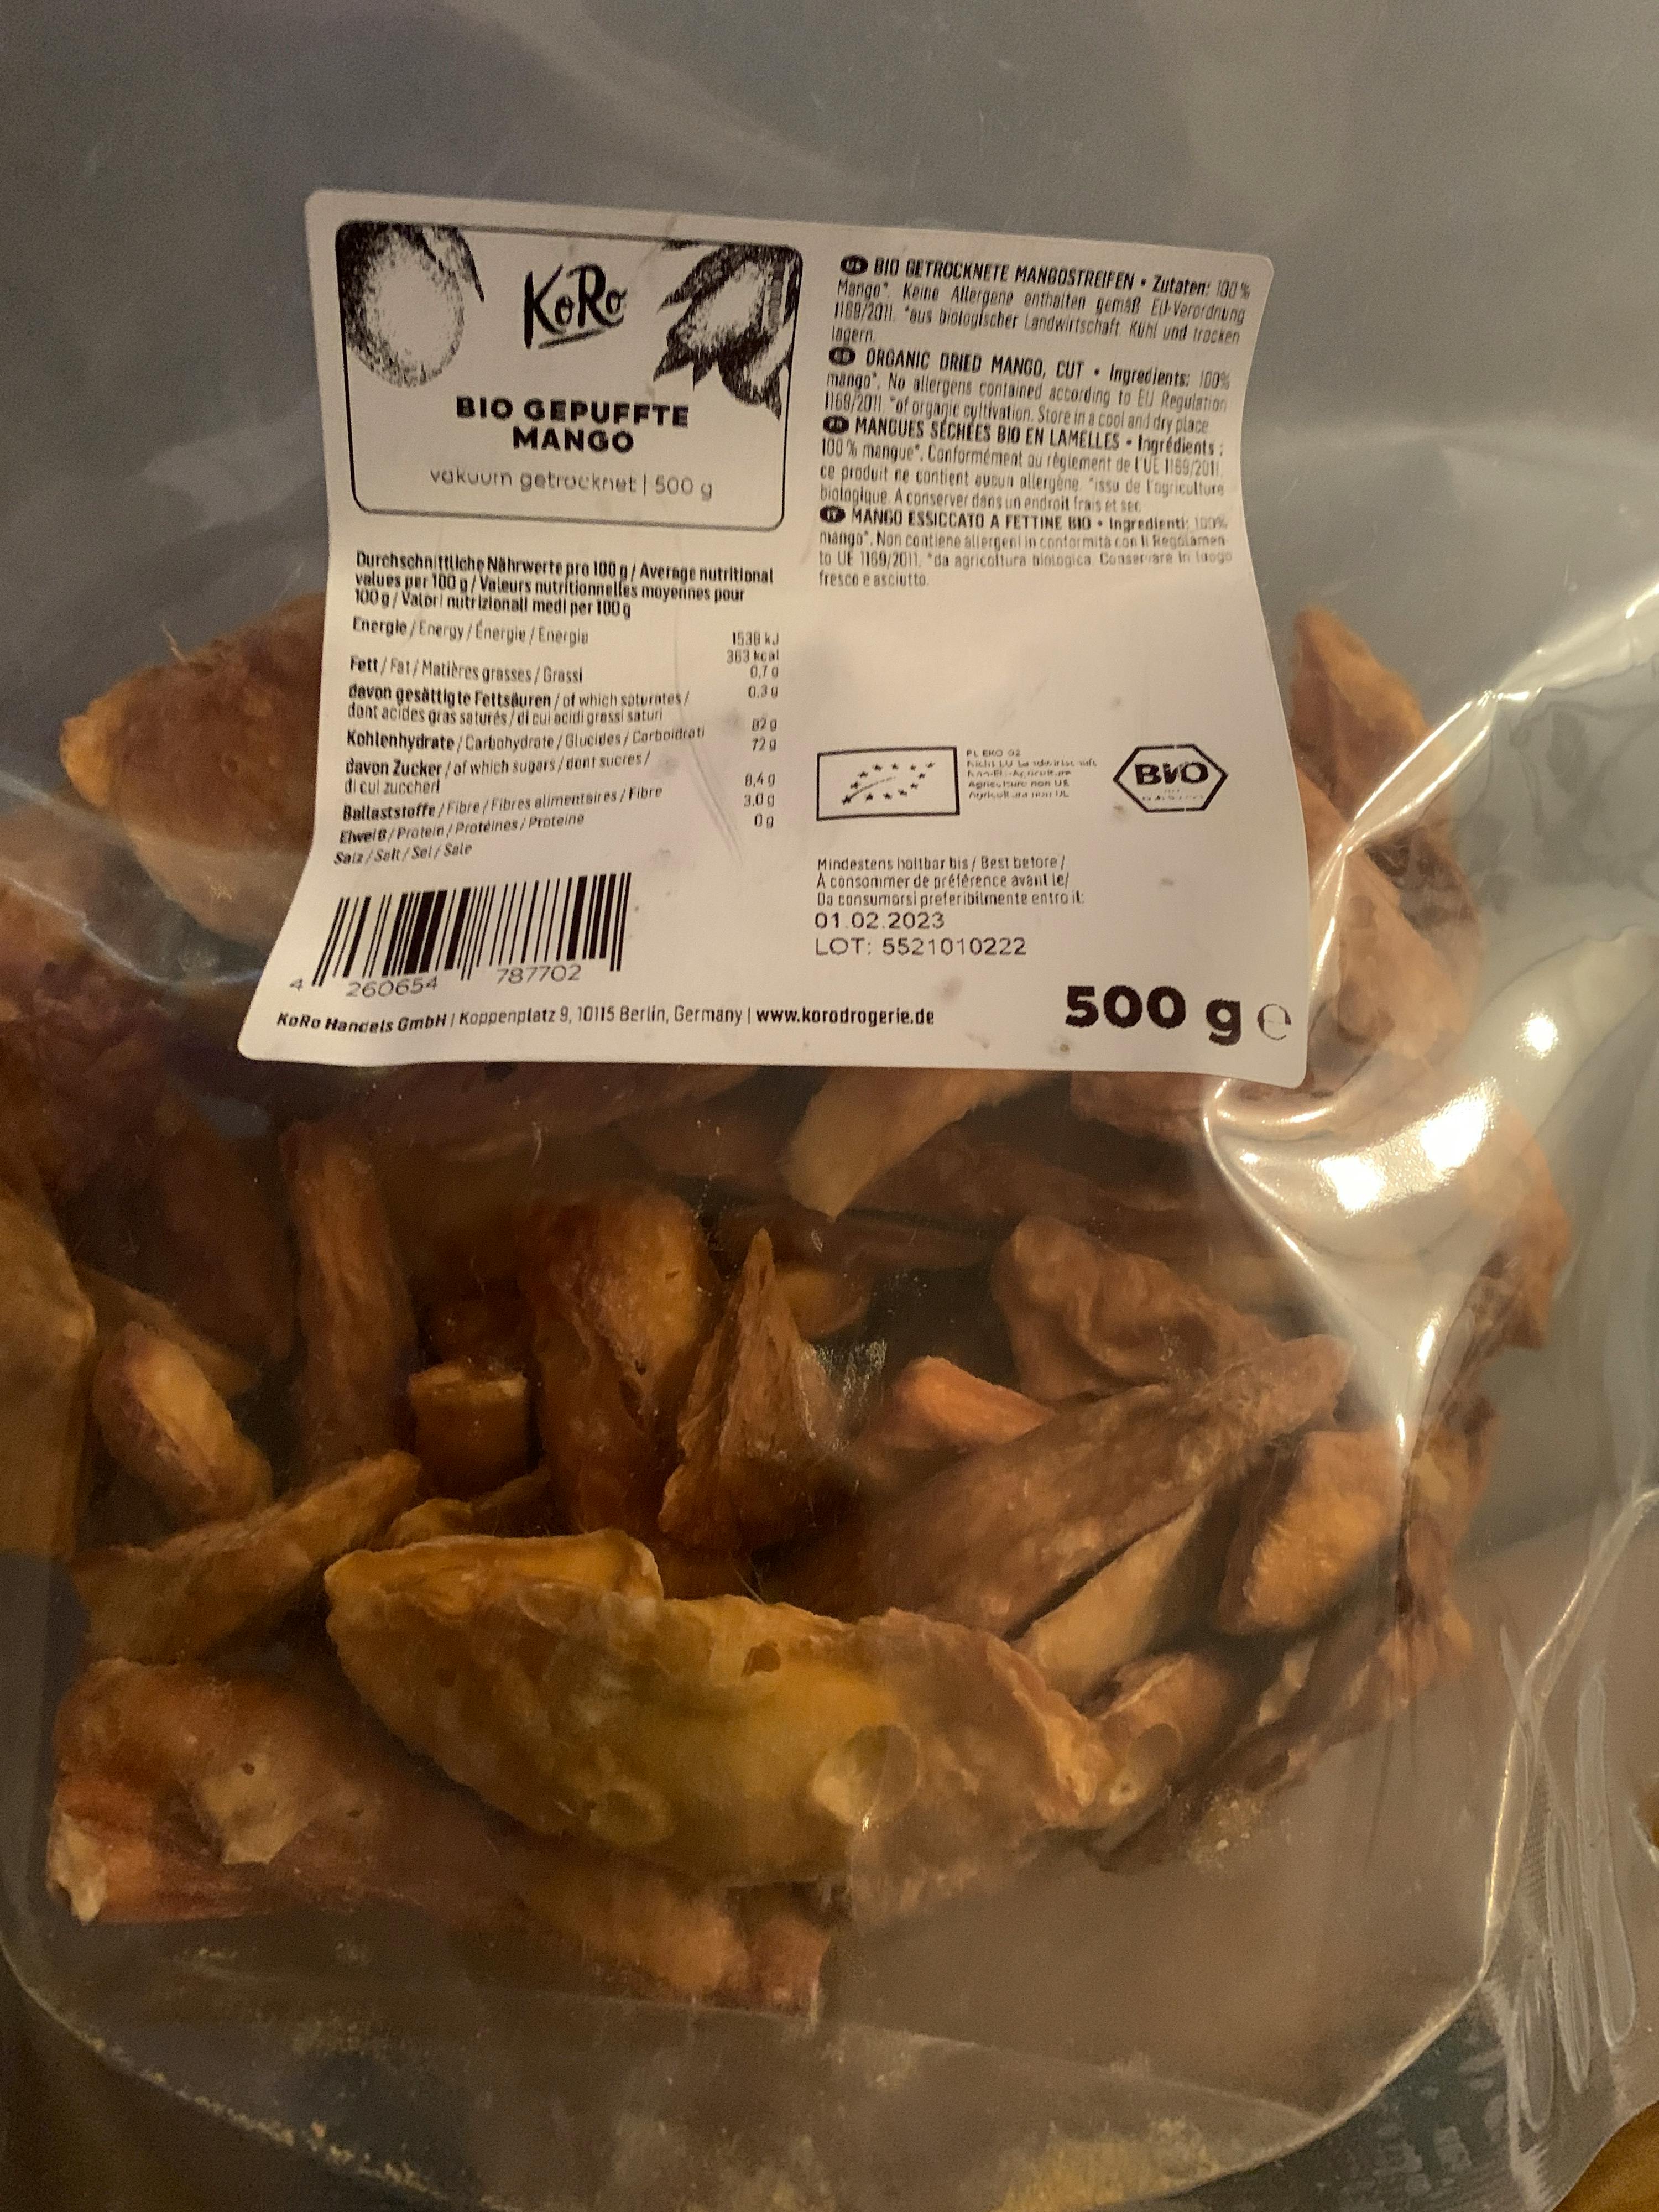 KoRo
BIO GEPUFFTE
MANGO
vakuum getrocknet | 500 g
Durchschnittliche Nährwerte pro 100 g / Average nutritional
values per 100 g / Valeurs nutritionnelles moyennes pour
100 g / Valori nutrizionali medi per 100 g
Energie / Energy / Énergie / Energia 1538 kJ
363 kcal
Fett / Fat / Matières grasses / Grassi 0,7 g
davon gesättigte Fettsäuren / of which saturates / 0,3 g
dont acides gras saturés / di cui acidi grassi saturi
Kohlenhydrate / Carbohydrate / Glucides / Carboidrati 82 g
davon Zucker / of which sugars / dont sucres / 72 g
di cui zuccheri
Ballaststoffe / Fibre / Fibres alimentaires / Fibre 8,4 g
Eiweiß / Protein / Protéines / Proteine 3.0 g
Salz / Salt / Sel / Sale 0 g
4 260654 787702
KoRo Handels GmbH | Koppenplatz 9, 10115 Berlin, Germany | www.korodrogerie.de
BIO GETROCKNETE MANGOSTREIFEN • Zutaten: 100 %
Mango*. Keine Allergene enthalten gemäß EU-Verordnung
1169/2011. *aus biologischer Landwirtschaft. Kühl und trocken
lagern.
GB ORGANIC DRIED MANGO, CUT • Ingredients: 100%
mango*. No allergens contained according to EU Regulation
1169/2011. *of organic cultivation. Store in a cool and dry place
FR MANGUES SÉCHÉES BIO EN LAMELLES • Ingrédients :
100 % mangue*. Conformément au règlement de l'UE 1169/2011,
ce produit ne contient aucun allergène. *issu de l'agriculture
biologique. A conserver dans un endroit frais et sec
IT MANGO ESSICCATO A FETTINE BIO • Ingredienti: 100%
mango*. Non contiene allergeni in conformità con il Regolamen-
to UE 1169/2011. *da agricoltura biologica. Conservare in luogo
fresco e asciutto.
PL EKO 02
Agriculture non UE
BIO
Mindestens haltbar bis / Best before /
À consommer de préférence avant le/
Da consumarsi preferibilmente entro il:
01.02.2023
LOT: 5521010222
500 g ℮